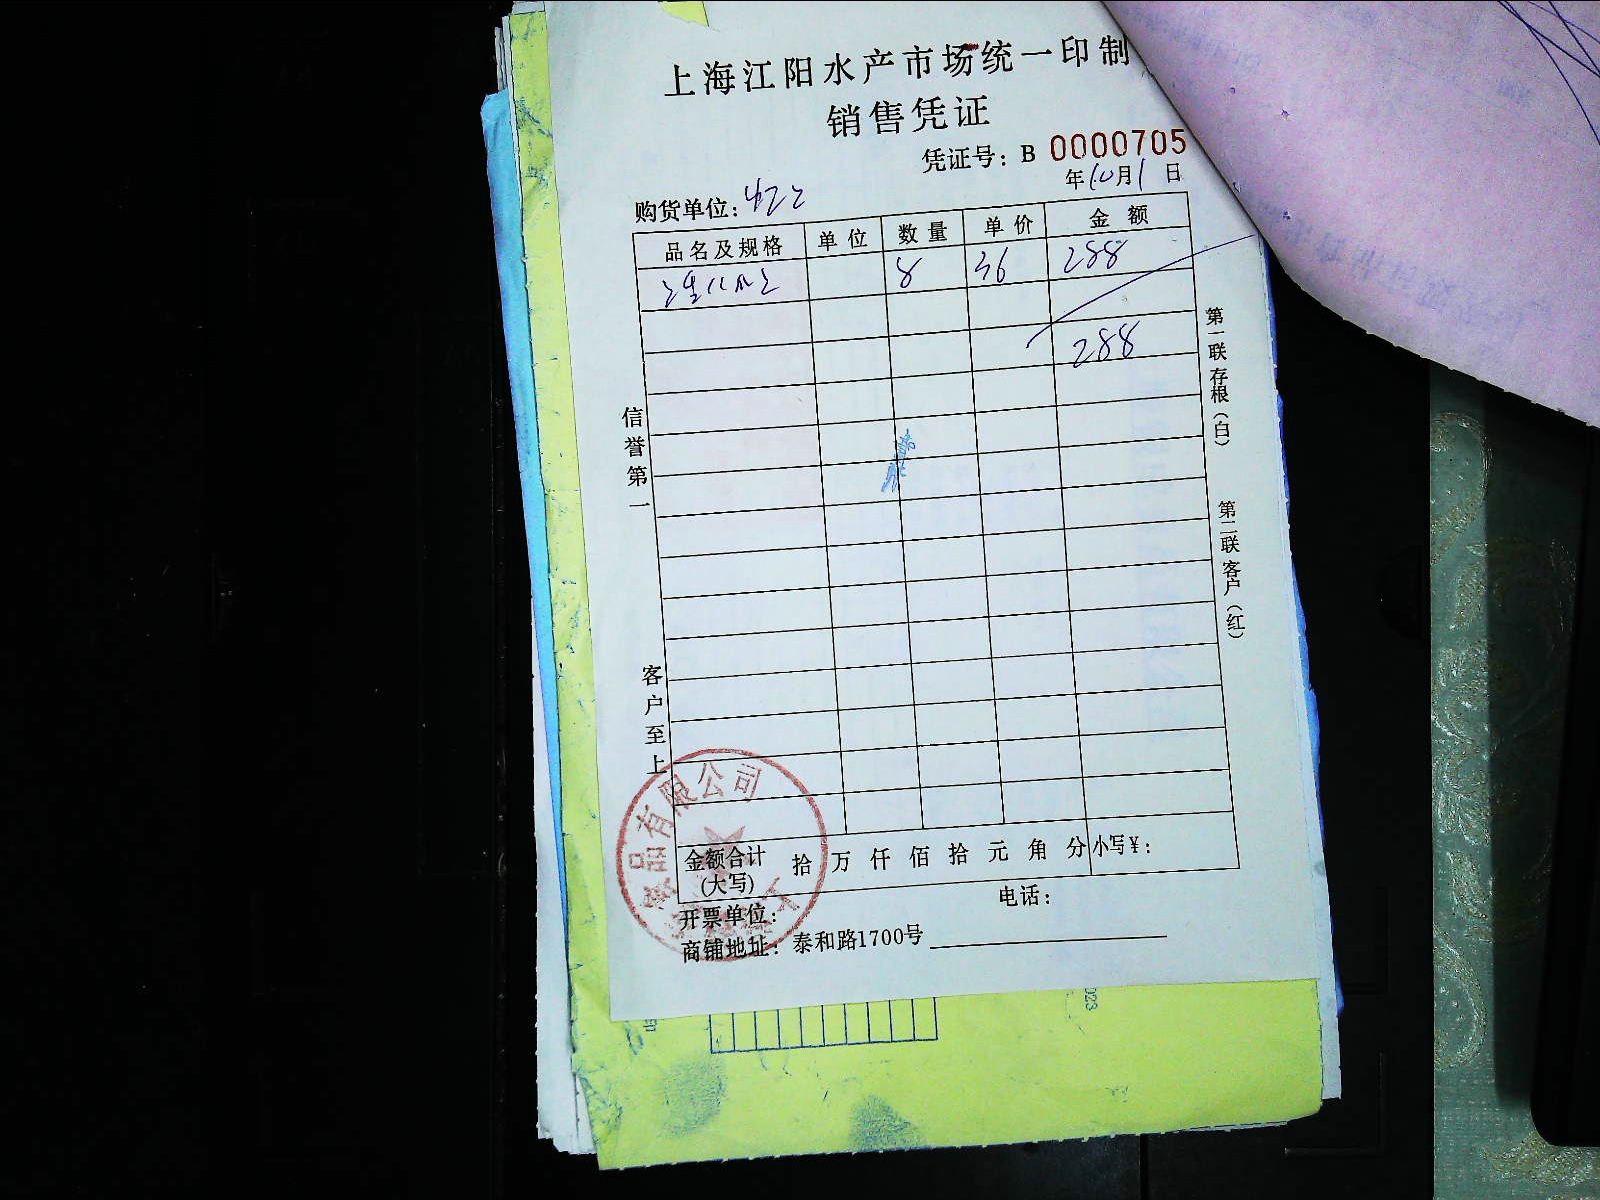 上海江阳水产市场统一印制
销售凭证
凭证号：B 0000705
年10月1日
购货单位：
品名及规格 单位 数量 单价 金额
8 36 288
288
信誉第一
客户至上
第一联存根（白）
第二联客户（红）
食品有限公司
金额合计(大写) 拾万仟佰拾元角分 小写¥：
开票单位： 电话：
商铺地址：泰和路1700号